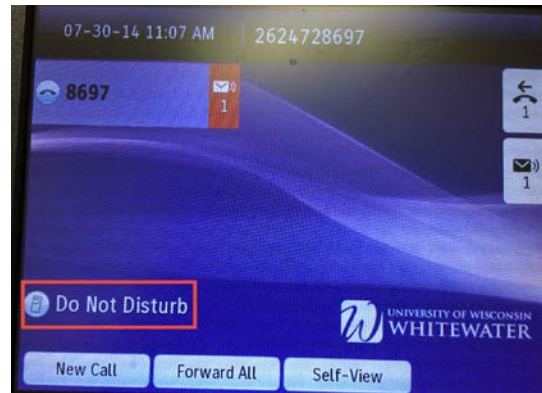 07-30-14 11:07 AM 2624728697
8697
1
1
1
Do Not Disturb
W UNIVERSITY OF WISCONSIN
WHITEWATER
New Call Forward All Self-View